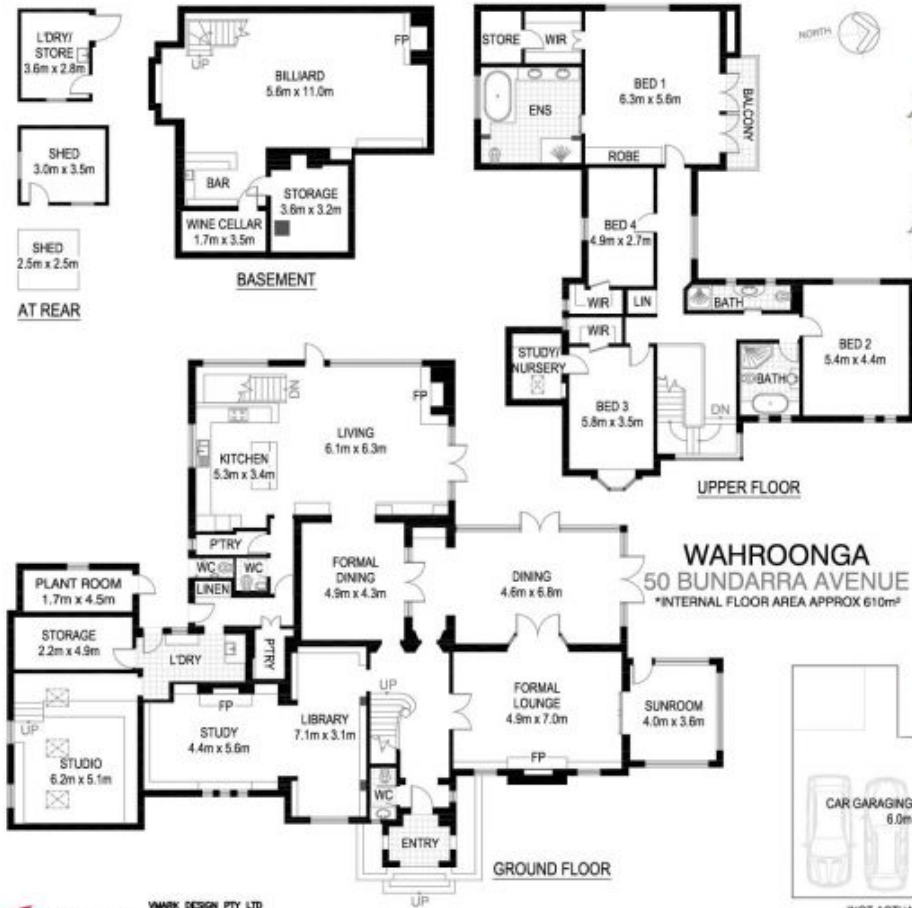 L'DRY/
STORE
3.6m x 2.8m
SHED
3.0m x 3.5m
SHED
2.5m x 2.5m
AT REAR
FP
UP
BILLIARD
5.6m x 11.0m
BAR
STORAGE
3.6m x 3.2m
WINE CELLAR
1.7m x 3.5m
BASEMENT
STORE
WIR
BED 1
6.3m x 5.6m
ENS
BALCONY
ROBE
NORTH
BED 4
4.9m x 2.7m
WIR
LIN
BATH
WIR
STUDY/
NURSERY
BED 2
5.4m x 4.4m
BATH
BED 3
5.8m x 3.5m
DN
UPPER FLOOR
DN
FP
LIVING
6.1m x 6.3m
KITCHEN
5.3m x 3.4m
P'TRY
WC
WC
LINEN
FORMAL
DINING
4.9m x 4.3m
DINING
4.6m x 6.8m
WAHROONGA
50 BUNDARRA AVENUE
*INTERNAL FLOOR AREA APPROX 610m²
PLANT ROOM
1.7m x 4.5m
STORAGE
2.2m x 4.9m
L'DRY
P'TRY
UP
FP
STUDY
4.4m x 5.6m
LIBRARY
7.1m x 3.1m
UP
STUDIO
6.2m x 5.1m
WC
FORMAL
LOUNGE
4.9m x 7.0m
FP
SUNROOM
4.0m x 3.6m
ENTRY
UP
GROUND FLOOR
CAR GARAGING
6.0m
VMARK DESIGN PTY LTD